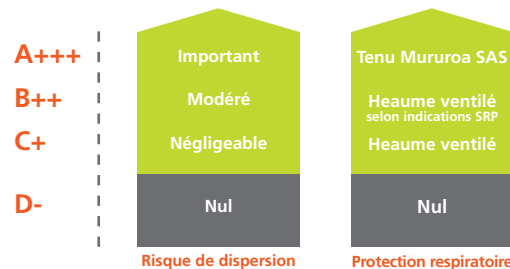 A+++
Important
Tenu Mururoa SAS
B++
Modéré
Heaume ventilé
selon indications SRP
C+
Négligeable
Heaume ventilé
D-
Nul
Nul
Risque de dispersion
Protection respiratoire